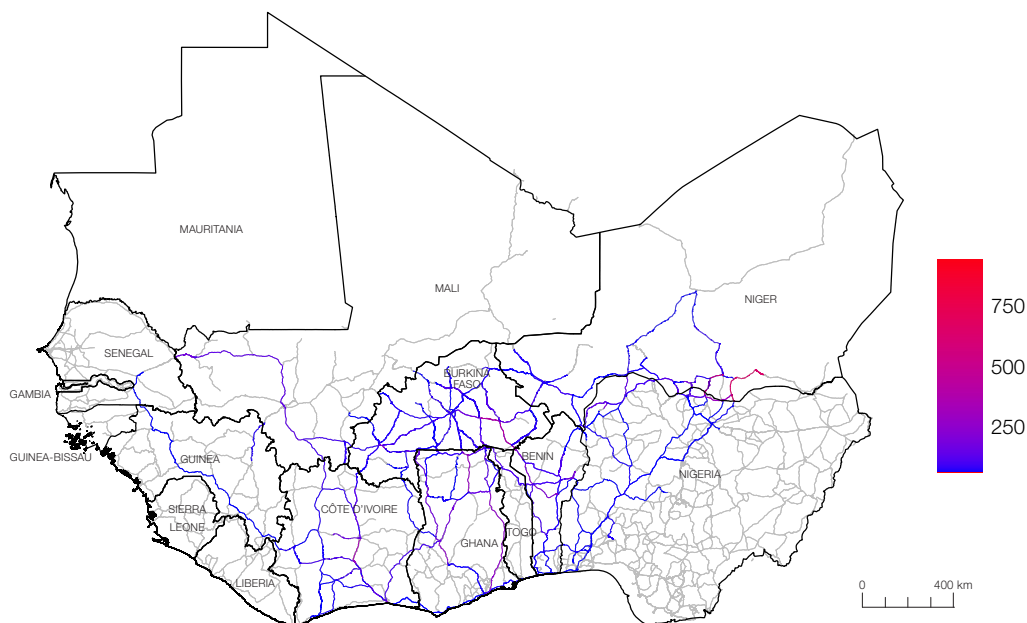 MAURITANIA
MALI
NIGER
750
SENEGAL
500
BURKINA
FASO
GAMBIA
250
GUINEA-BISSAU
GUINEA
BENIN
NIGERIA
SIERRA
LEONE
CÔTE D'IVOIRE
TOGO
GHANA
LIBERIA
0 400 km